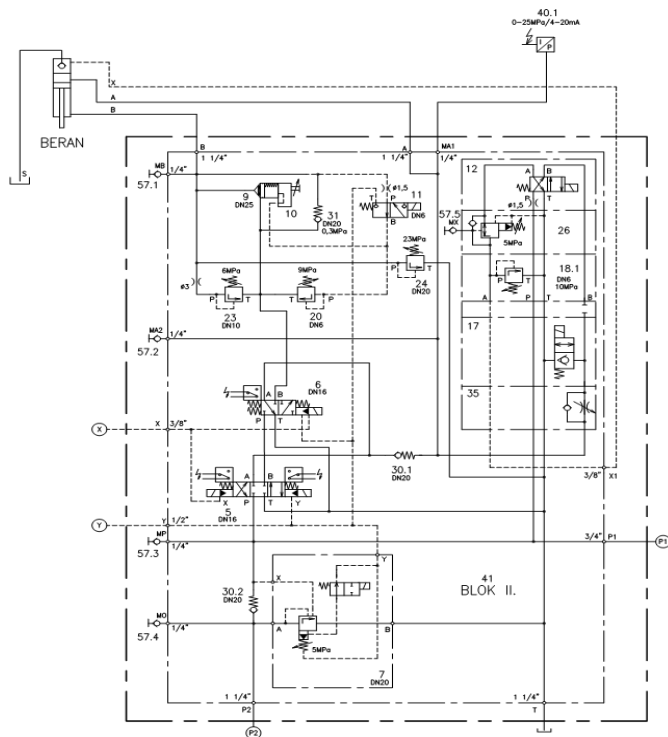 40.1
0-25MPa/4-20mA
I
P
X
A
B
BERAN
S
B
1 1/4"
A
1 1/4"
MA1
1/4"
MB
1/4"
57.1
9
DN25
10
31
DN20
0,3MPa
ø1,5
T
P
B
11
DN6
12
A
B
P
T
ø1,5
57.5
MX
5MPa
26
23MPa
P
T
24
DN20
6MPa
9MPa
ø3
P
T
T
P
23
DN10
20
DN6
18.1
DN6
10MPa
A
P
T
B
MA2
1/4"
57.2
17
6
DN16
A
B
P
T
35
X
X
3/8"
30.1
DN20
A
B
X
P
T
Y
5
DN16
3/8"
X1
Y
Y
1/2"
MP
1/4"
57.3
3/4"
P1
P1
Y
30.2
DN20
X
41
BLOK II.
MO
1/4"
57.4
A
B
5MPa
7
DN20
1 1/4"
P2
1 1/4"
T
P2